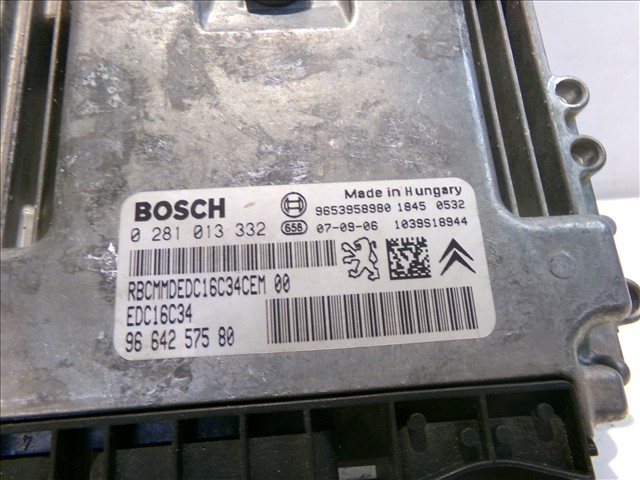 BOSCH
Made in Hungary
9653958980 1845 0532
0 281 013 332 658 07-09-06 1039S18944
RBCMMDEDC16C34CEM 00
EDC16C34
96 642 575 80